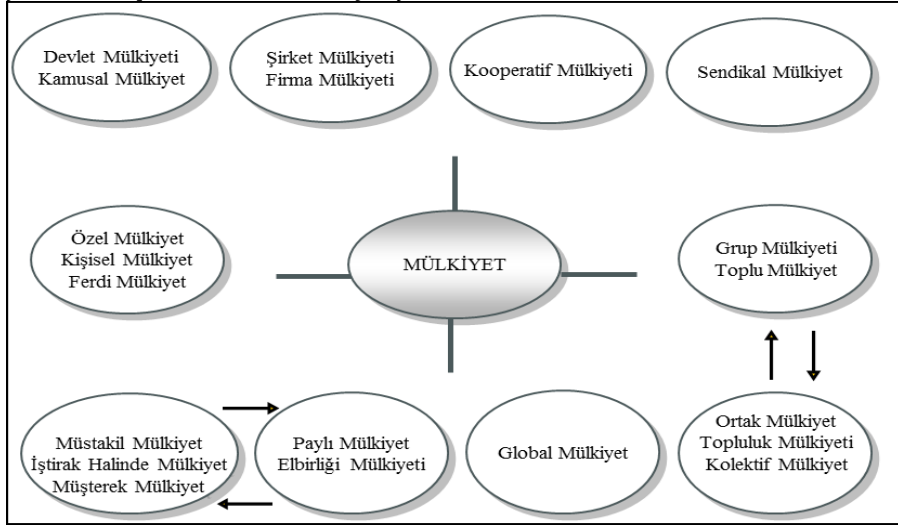 Devlet Mülkiyeti
Kamusal Mülkiyet
Şirket Mülkiyeti
Firma Mülkiyeti
Kooperatif Mülkiyeti
Sendikal Mülkiyet
Özel Mülkiyet
Kişisel Mülkiyet
Ferdi Mülkiyet
MÜLKİYET
Grup Mülkiyeti
Toplu Mülkiyet
Müstakil Mülkiyet
İştirak Halinde Mülkiyet
Müşterek Mülkiyet
Paylı Mülkiyet
Elbirliği Mülkiyeti
Global Mülkiyet
Ortak Mülkiyet
Topluluk Mülkiyeti
Kolektif Mülkiyet